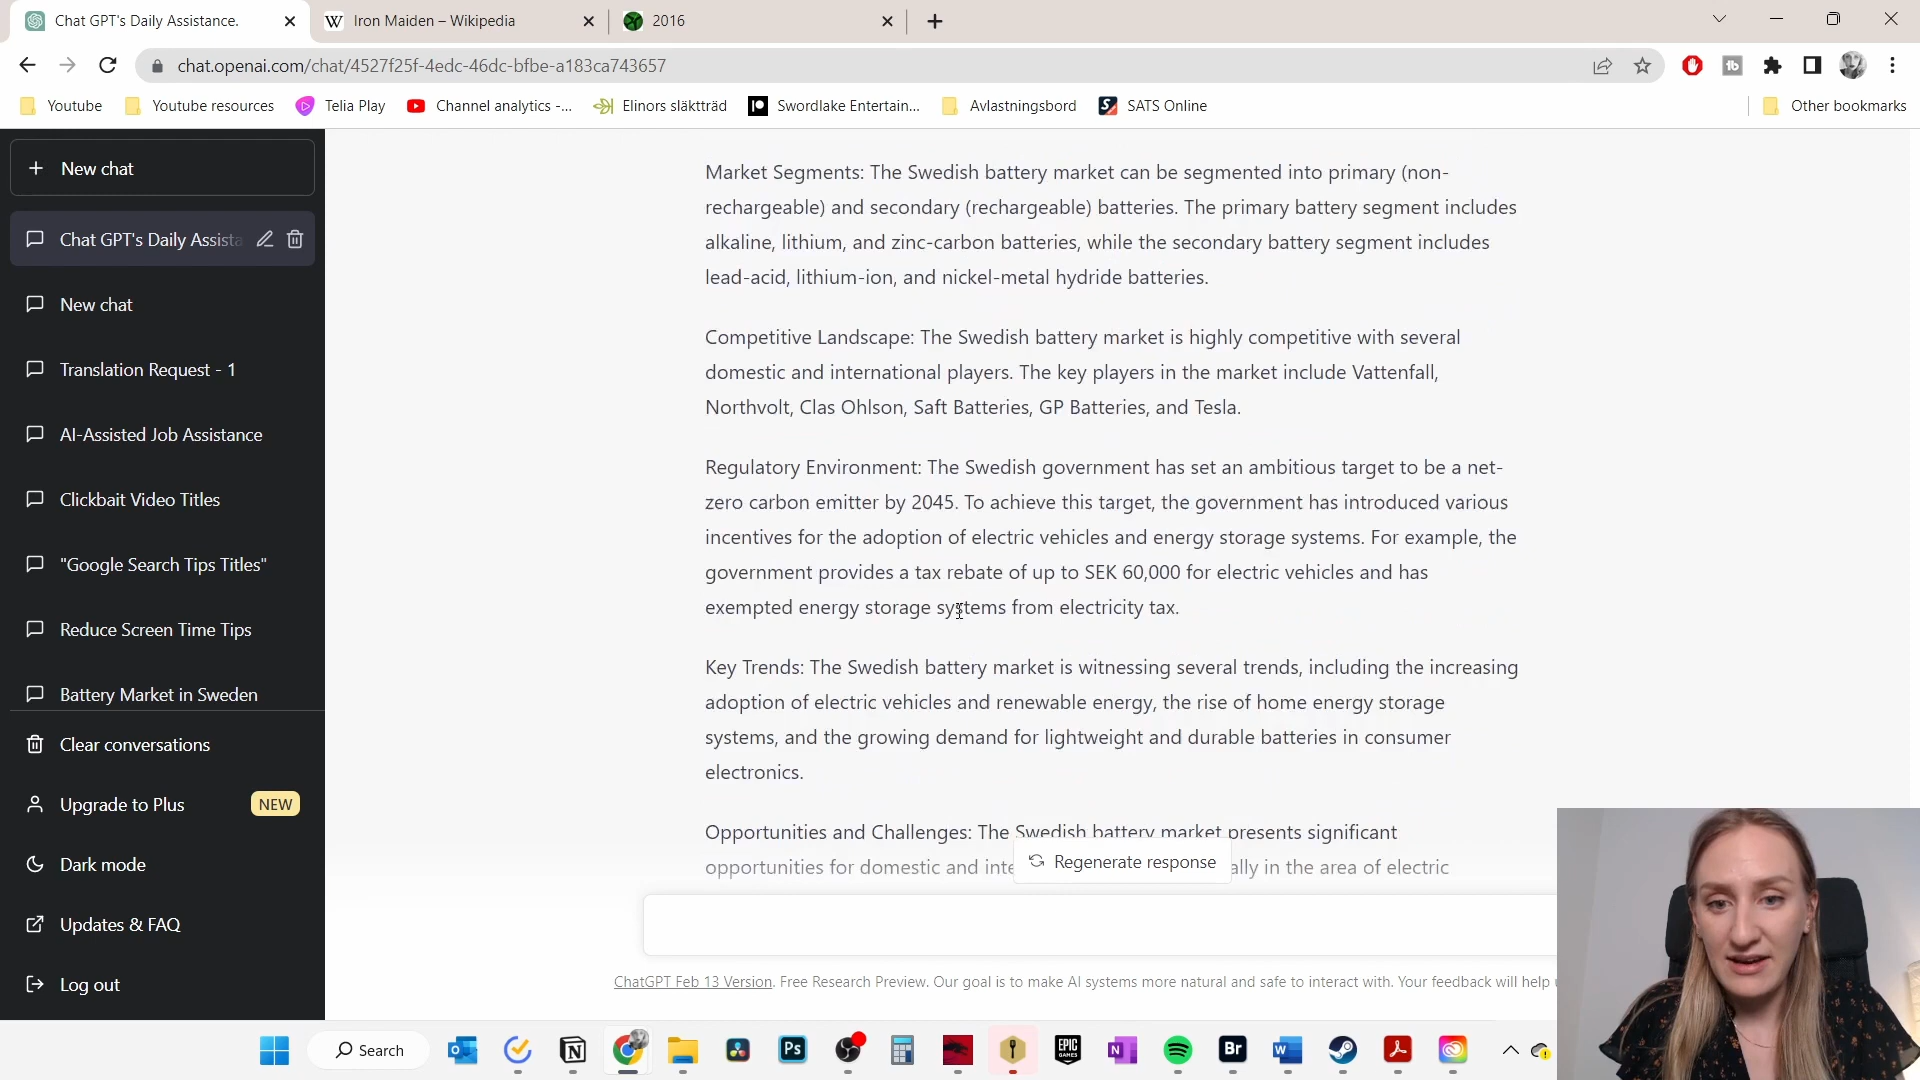 Chat GPT's Daily Assistance.
Iron Maiden – Wikipedia
2016
chat.openai.com/chat/4527f25f-4edc-46dc-bfbe-a183ca743657
Youtube
Youtube resources
Telia Play
Channel analytics -...
Elinors släktträd
Swordlake Entertain...
Avlastningsbord
SATS Online
Other bookmarks
New chat
Chat GPT's Daily Assista
New chat
Translation Request - 1
AI-Assisted Job Assistance
Clickbait Video Titles
"Google Search Tips Titles"
Reduce Screen Time Tips
Battery Market in Sweden
Clear conversations
Upgrade to Plus NEW
Dark mode
Updates & FAQ
Log out
Market Segments: The Swedish battery market can be segmented into primary (non-
rechargeable) and secondary (rechargeable) batteries. The primary battery segment includes
alkaline, lithium, and zinc-carbon batteries, while the secondary battery segment includes
lead-acid, lithium-ion, and nickel-metal hydride batteries.
Competitive Landscape: The Swedish battery market is highly competitive with several
domestic and international players. The key players in the market include Vattenfall,
Northvolt, Clas Ohlson, Saft Batteries, GP Batteries, and Tesla.
Regulatory Environment: The Swedish government has set an ambitious target to be a net-
zero carbon emitter by 2045. To achieve this target, the government has introduced various
incentives for the adoption of electric vehicles and energy storage systems. For example, the
government provides a tax rebate of up to SEK 60,000 for electric vehicles and has
exempted energy storage systems from electricity tax.
Key Trends: The Swedish battery market is witnessing several trends, including the increasing
adoption of electric vehicles and renewable energy, the rise of home energy storage
systems, and the growing demand for lightweight and durable batteries in consumer
electronics.
Opportunities and Challenges: The Swedish battery market presents significant
opportunities for domestic and inte ally in the area of electric
Regenerate response
ChatGPT Feb 13 Version. Free Research Preview. Our goal is to make AI systems more natural and safe to interact with. Your feedback will help
Search